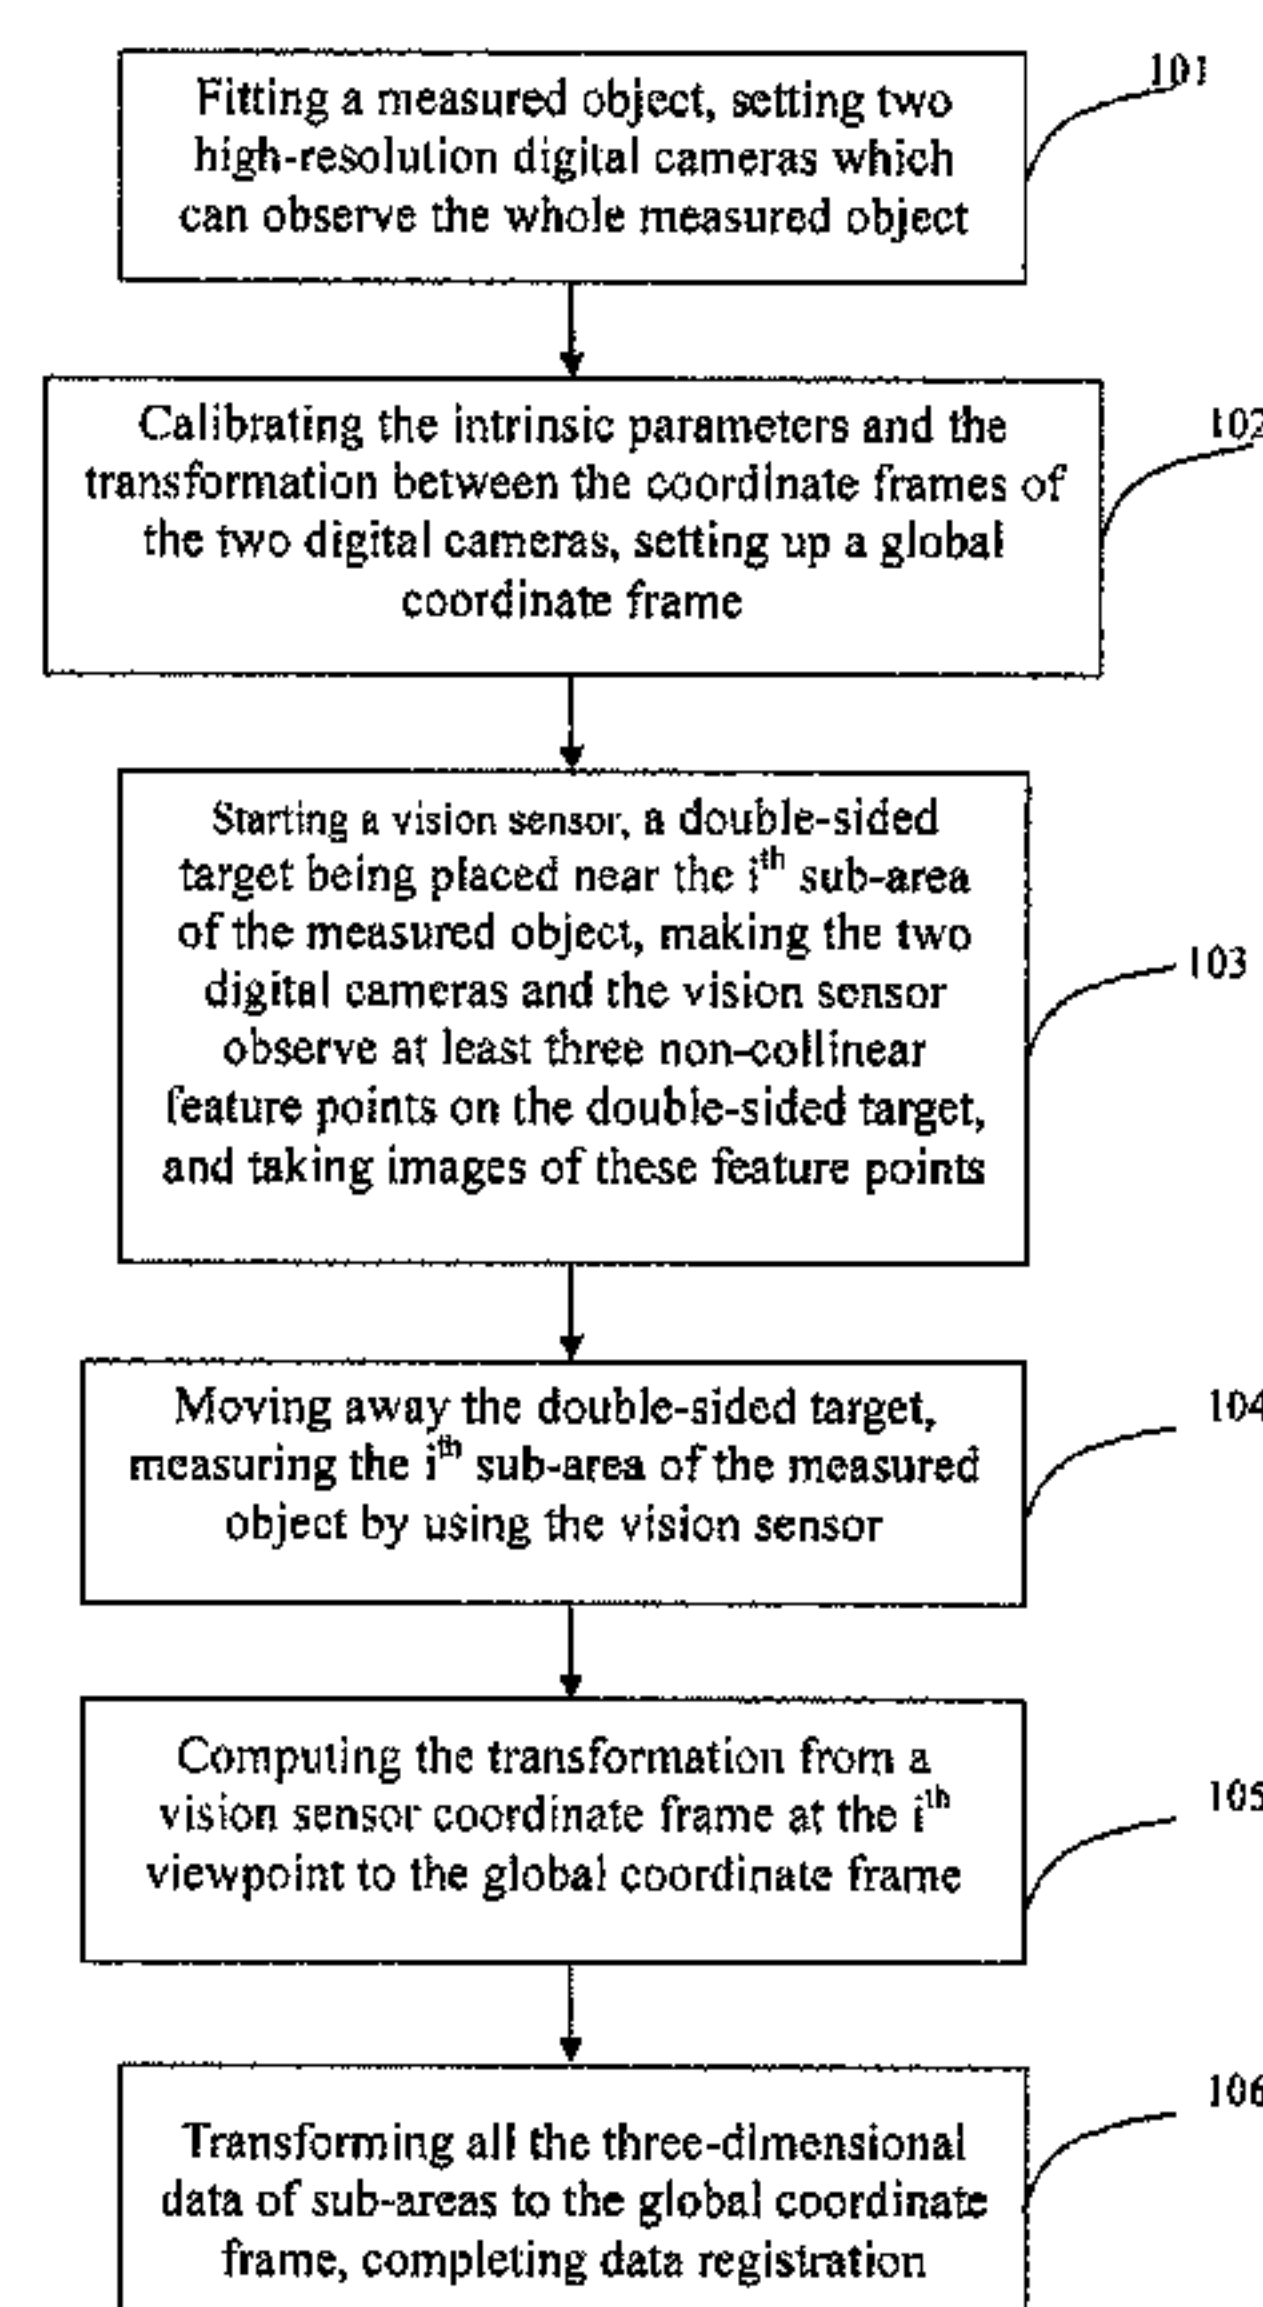 101
Fitting a measured object, setting two
high-resolution digital cameras which
can observe the whole measured object
102
Calibrating the intrinsic parameters and the
transformation between the coordinate frames of
the two digital cameras, setting up a global
coordinate frame
Starting a vision sensor, a double-sided
target being placed near the iᵗʰ sub-area
of the measured object, making the two
digital cameras and the vision sensor
observe at least three non-collinear
feature points on the double-sided target,
and taking images of these feature points
103
Moving away the double-sided target,
measuring the iᵗʰ sub-area of the measured
object by using the vision sensor
104
Computing the transformation from a
vision sensor coordinate frame at the iᵗʰ
viewpoint to the global coordinate frame
105
Transforming all the three-dimensional
data of sub-areas to the global coordinate
frame, completing data registration
106